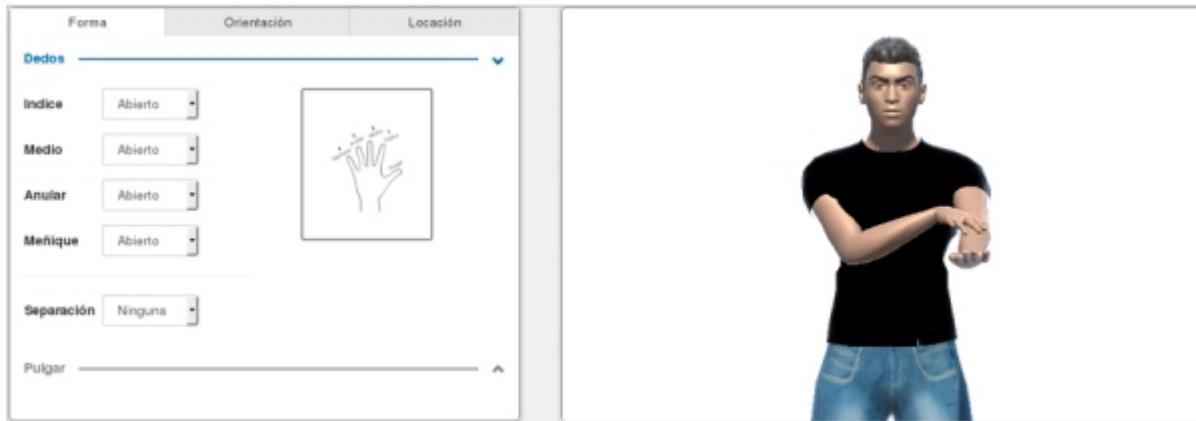 Forma Orientación Locación
Dedos
Indice Abierto
Medio Abierto
Anular Abierto
Meñique Abierto
Separación Ninguna
Pulgar